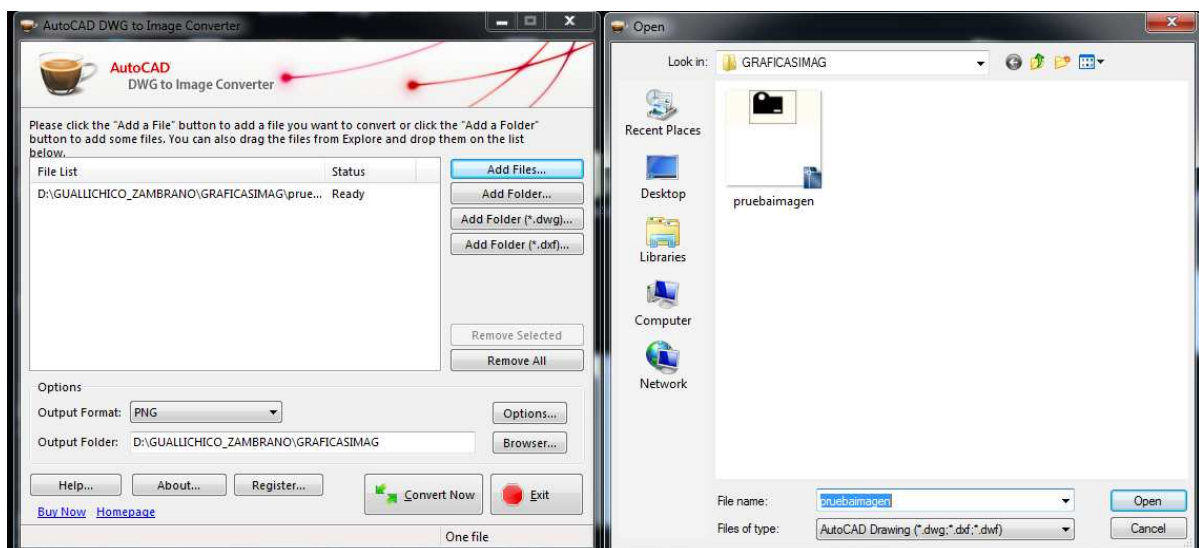 AutoCAD DWG to Image Converter
AutoCAD
DWG to Image Converter
Please click the "Add a File" button to add a file you want to convert or click the "Add a Folder"
button to add some files. You can also drag the files from Explore and drop them on the list
below.
File List Status
D:\GUALLICHICO_ZAMBRANO\GRAFICASIMAG\prue... Ready
Add Files...
Add Folder...
Add Folder (*.dwg)...
Add Folder (*.dxf)...
Remove Selected
Remove All
Options
Output Format: PNG
Options...
Output Folder: D:\GUALLICHICO_ZAMBRANO\GRAFICASIMAG
Browser...
Help... About... Register...
Convert Now
Exit
Buy Now Homepage
One file
Open
Look in: GRAFICASIMAG
Recent Places
Desktop
Libraries
Computer
Network
pruebaimagen
File name: pruebaimagen
Open
Files of type: AutoCAD Drawing (*.dwg;*.dxf;*.dwf)
Cancel